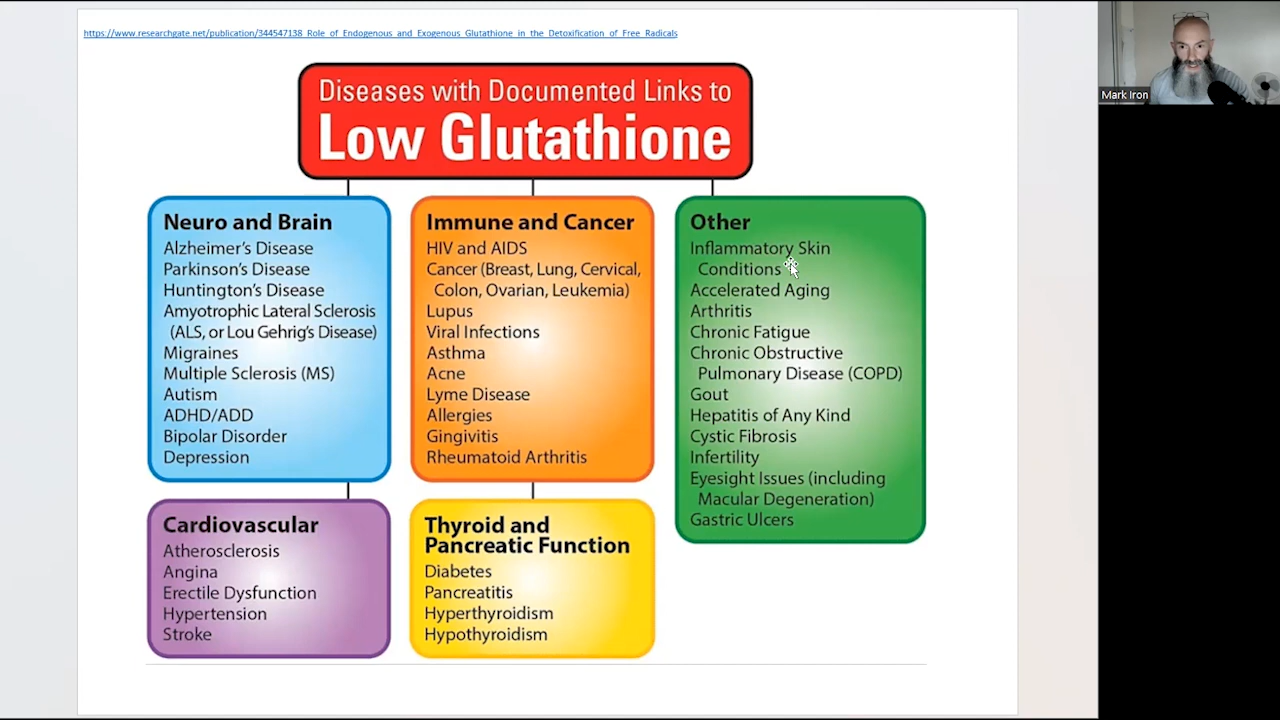 https://www.researchgate.net/publication/344547138_Role_of_Endogenous_and_Exogenous_Glutathione_in_the_Detoxification_of_Free_Radicals
Mark Iron
Diseases with Documented Links to
Low Glutathione
Neuro and Brain
Alzheimer's Disease
Parkinson's Disease
Huntington's Disease
Amyotrophic Lateral Sclerosis
(ALS, or Lou Gehrig's Disease)
Migraines
Multiple Sclerosis (MS)
Autism
ADHD/ADD
Bipolar Disorder
Depression
Immune and Cancer
HIV and AIDS
Cancer (Breast, Lung, Cervical,
Colon, Ovarian, Leukemia)
Lupus
Viral Infections
Asthma
Acne
Lyme Disease
Allergies
Gingivitis
Rheumatoid Arthritis
Other
Inflammatory Skin
Conditions
Accelerated Aging
Arthritis
Chronic Fatigue
Chronic Obstructive
Pulmonary Disease (COPD)
Gout
Hepatitis of Any Kind
Cystic Fibrosis
Infertility
Eyesight Issues (including
Macular Degeneration)
Gastric Ulcers
Cardiovascular
Atherosclerosis
Angina
Erectile Dysfunction
Hypertension
Stroke
Thyroid and
Pancreatic Function
Diabetes
Pancreatitis
Hyperthyroidism
Hypothyroidism